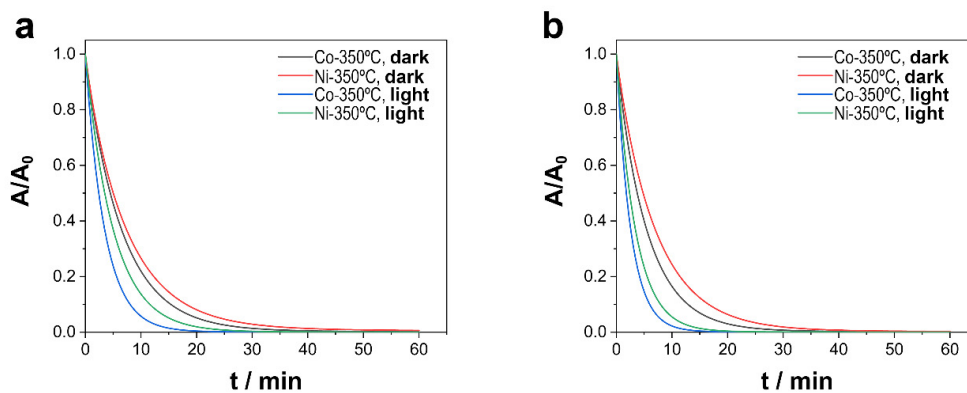 a
Co-350ºC, dark
Ni-350ºC, dark
Co-350ºC, light
Ni-350ºC, light
A/A0
1.0
0.8
0.6
0.4
0.2
0.0
0 10 20 30 40 50 60
t / min
b
Co-350ºC, dark
Ni-350ºC, dark
Co-350ºC, light
Ni-350ºC, light
A/A0
1.0
0.8
0.6
0.4
0.2
0.0
0 10 20 30 40 50 60
t / min